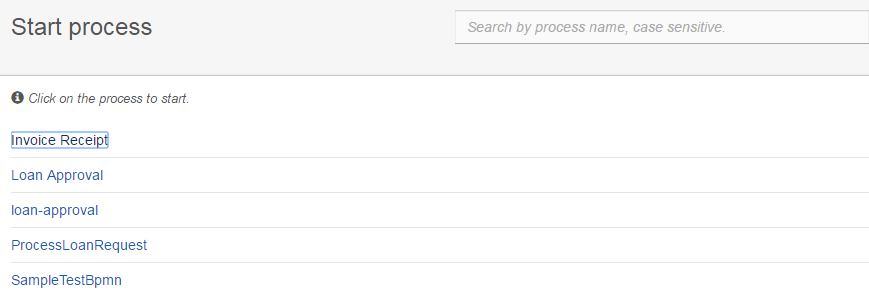 Start process
Search by process name, case sensitive.
Click on the process to start.
Invoice Receipt
Loan Approval
loan-approval
ProcessLoanRequest
SampleTestBpmn